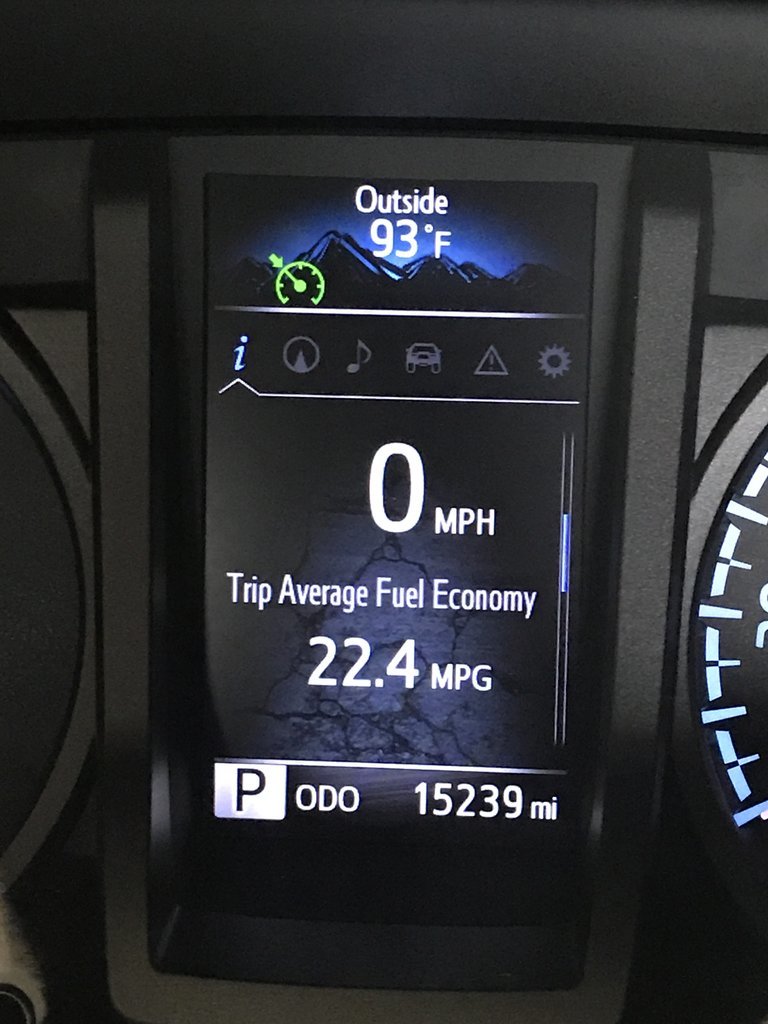 Outside
93°F
i
0 MPH
Trip Average Fuel Economy
22.4 MPG
P ODO 15239 mi